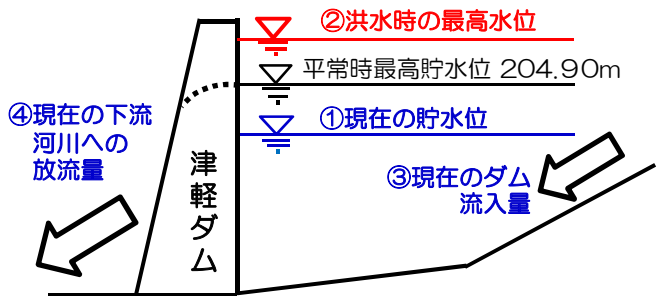 ②洪水時の最高水位
平常時最高貯水位 204.90m
①現在の貯水位
④現在の下流
河川への
放流量
津軽ダム
③現在のダム
流入量